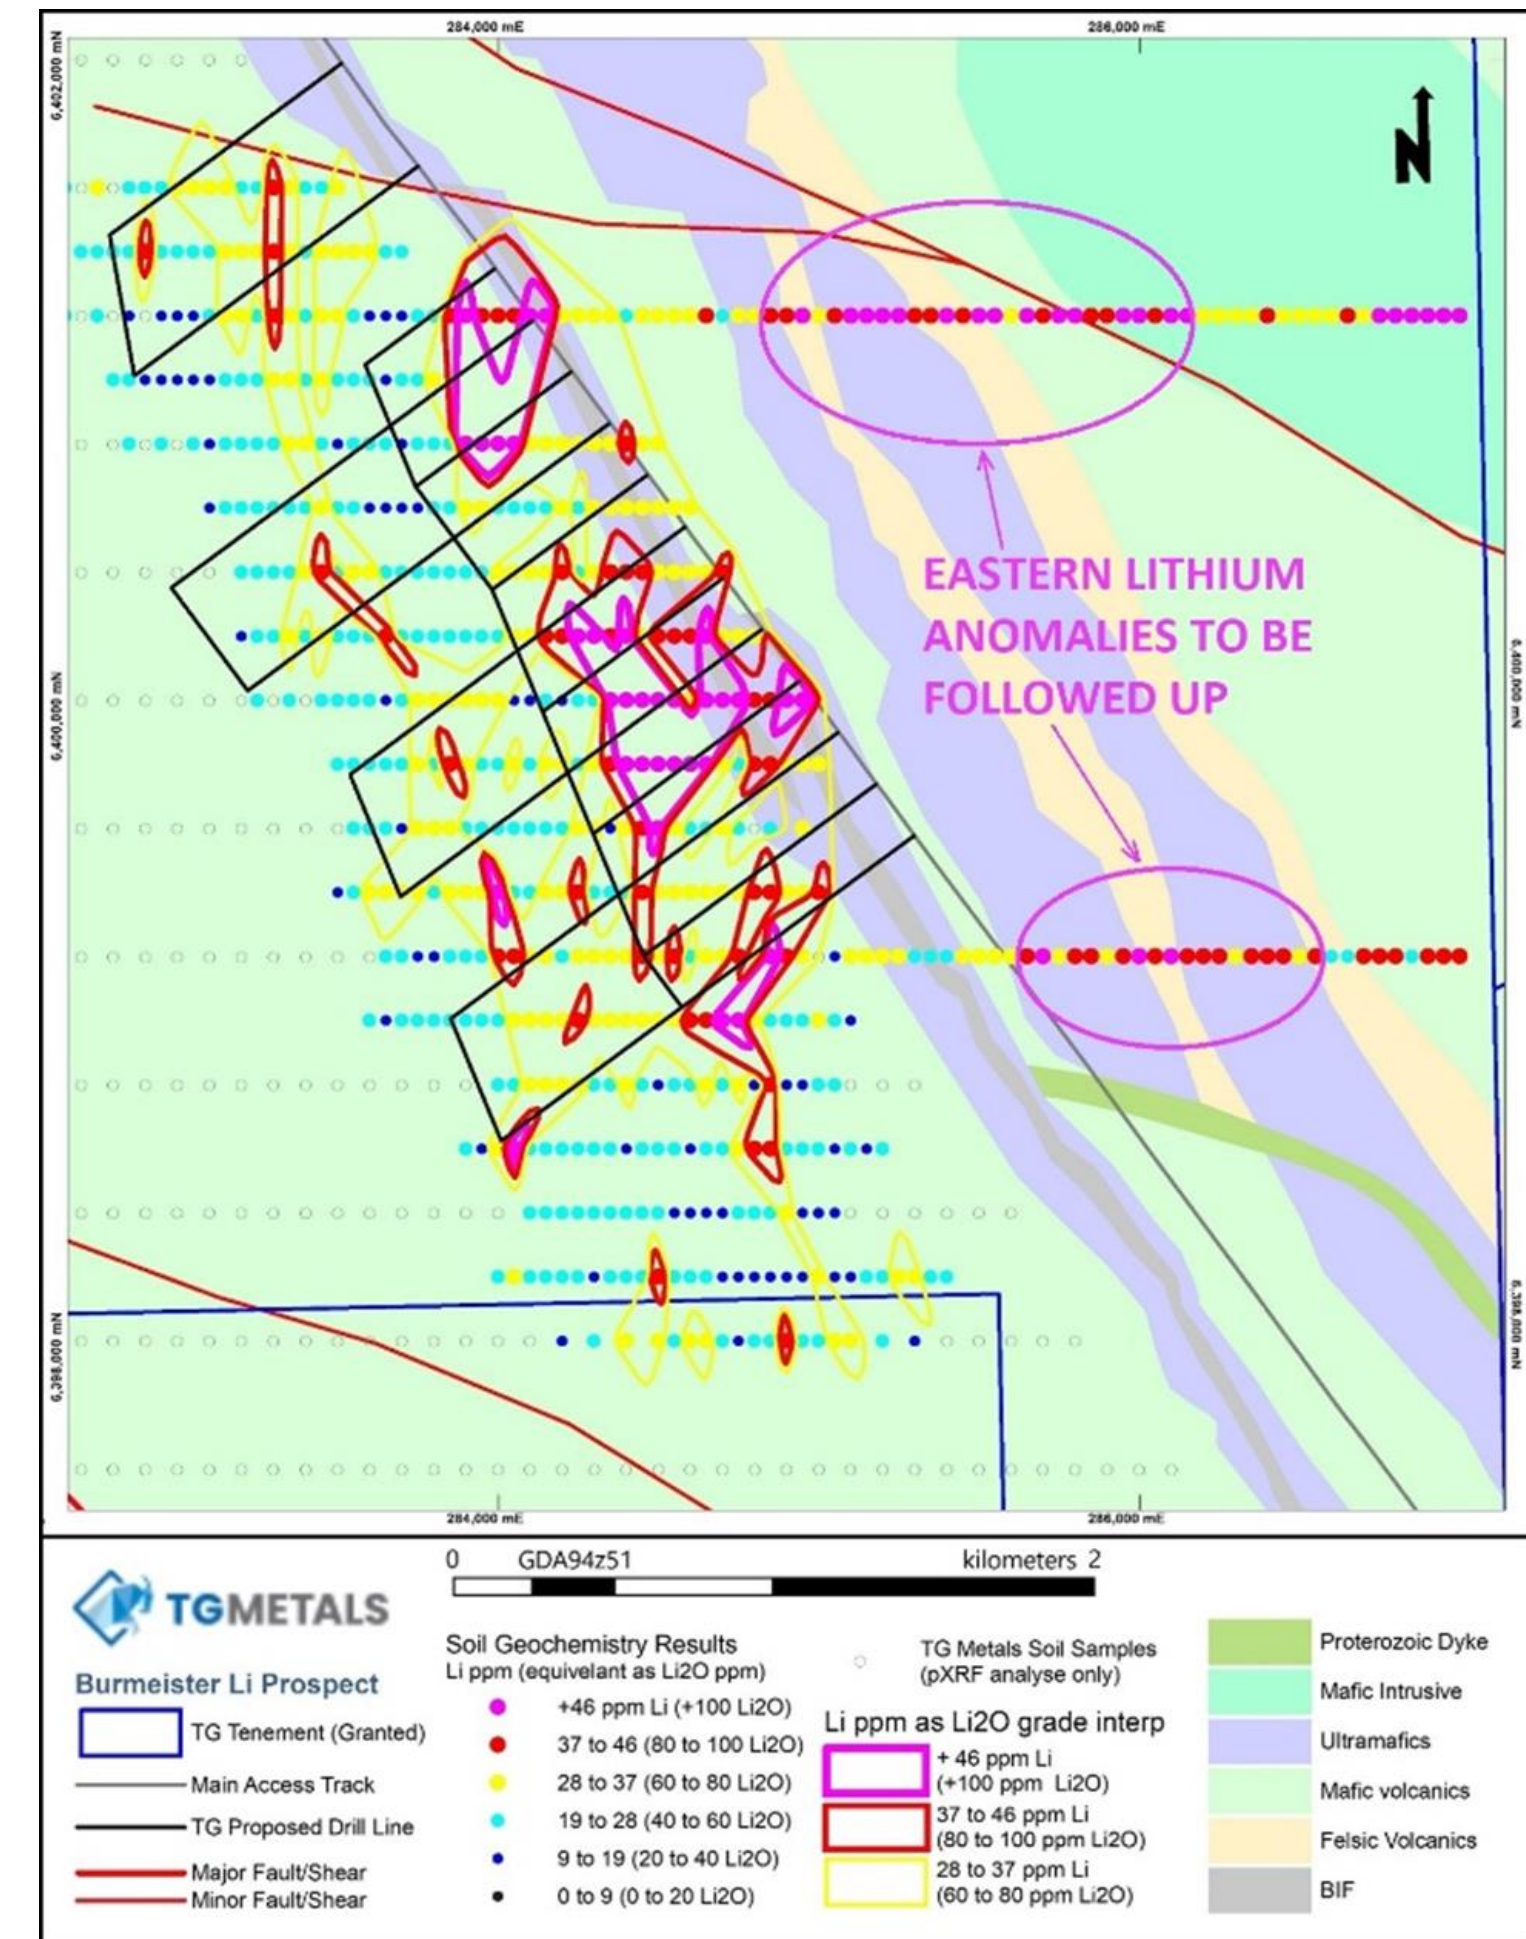 284,000 mE
286,000 mE
6,402,000 mN
N
EASTERN LITHIUM
ANOMALIES TO BE
FOLLOWED UP
6,400,000 mN
6,400,000 mN
6,398,000 mN
6,398,000 mN
284,000 mE
286,000 mE
0 GDA94z51 kilometers 2
TGMETALS
Burmeister Li Prospect
TG Tenement (Granted)
Main Access Track
TG Proposed Drill Line
Major Fault/Shear
Minor Fault/Shear
Soil Geochemistry Results
Li ppm (equivelant as Li2O ppm)
+46 ppm Li (+100 Li2O)
37 to 46 (80 to 100 Li2O)
28 to 37 (60 to 80 Li2O)
19 to 28 (40 to 60 Li2O)
9 to 19 (20 to 40 Li2O)
0 to 9 (0 to 20 Li2O)
TG Metals Soil Samples
(pXRF analyse only)
Li ppm as Li2O grade interp
+ 46 ppm Li
(+100 ppm Li2O)
37 to 46 ppm Li
(80 to 100 ppm Li2O)
28 to 37 ppm Li
(60 to 80 ppm Li2O)
Proterozoic Dyke
Mafic Intrusive
Ultramafics
Mafic volcanics
Felsic Volcanics
BIF